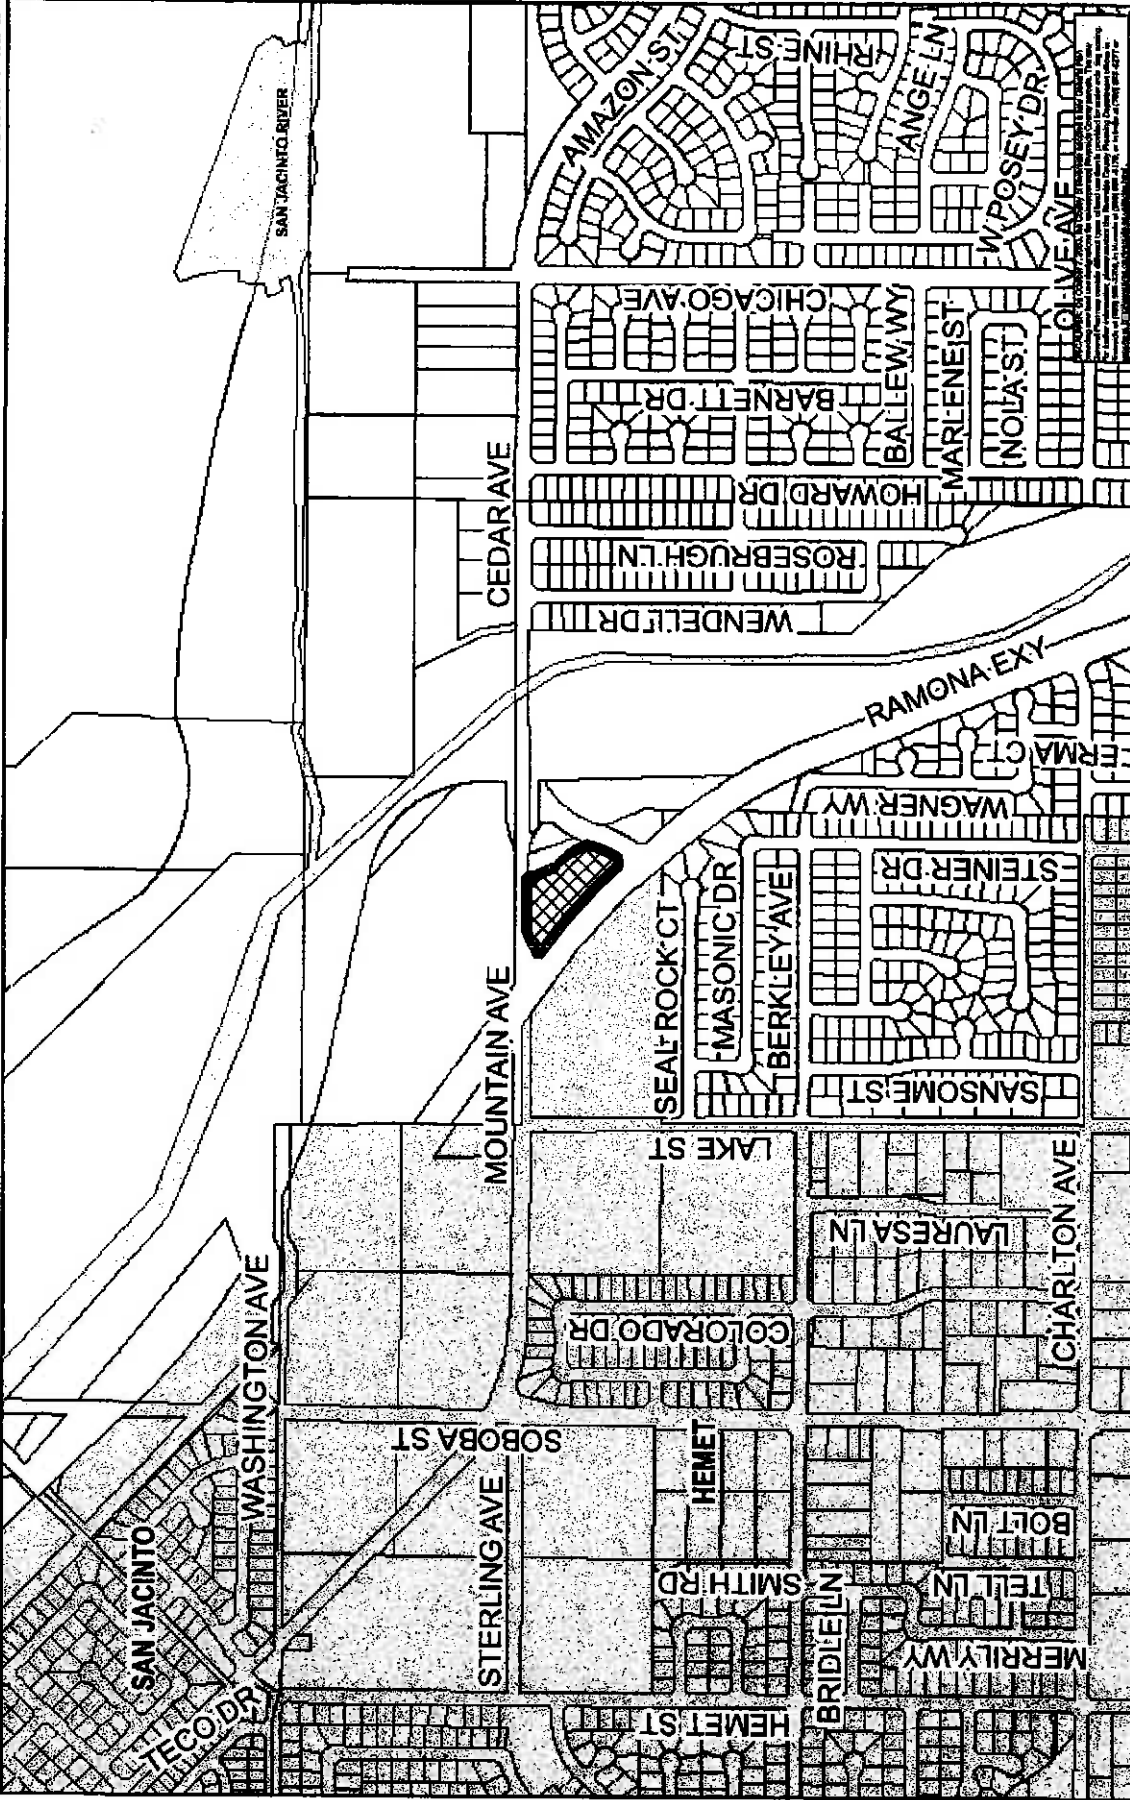 SAN JACINTO RIVER
AMAZON ST
RHINE ST
ANGE LN
W POSEY DR
OLIVE AVE
CHICAGO AVE
BARNETT DR
BALLEW WY
MARLENE ST
NOLA ST
CEDAR AVE
HOWARD DR
ROSEBRUGH LN
WENDELL DR
RAMONA EXY
ERMA CT
WAGNER WY
STEINER DR
SEAL ROCK CT
MASONIC DR
BERKLEY AVE
SANSOME ST
MOUNTAIN AVE
LAKE ST
LAURESA LN
CHARLTON AVE
COLORADO DR
WASHINGTON AVE
SOBOBA ST
HEMET
BOLT LN
TELL LN
SMITH RD
STERLING AVE
BRIDLE LN
MERRILY WY
HEMET ST
SAN JACINTO
TECO DR